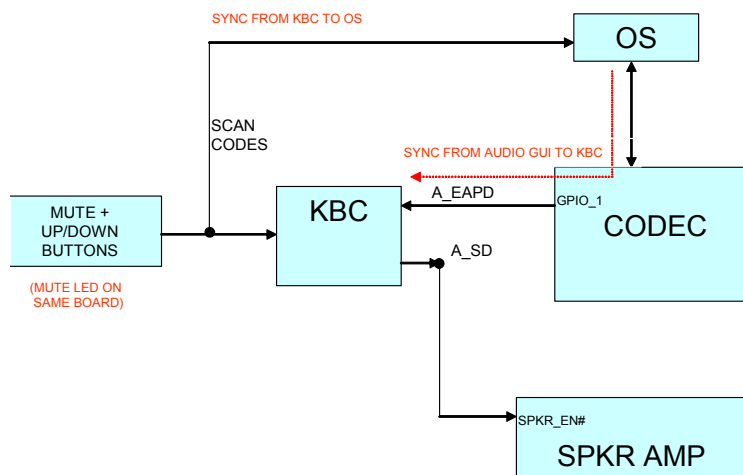 SYNC FROM KBC TO OS
OS
SCAN
CODES
SYNC FROM AUDIO GUI TO KBC
MUTE +
UP/DOWN
BUTTONS
KBC
A_EAPD
GPIO_1
CODEC
A_SD
(MUTE LED ON
SAME BOARD)
SPKR_EN#
SPKR AMP